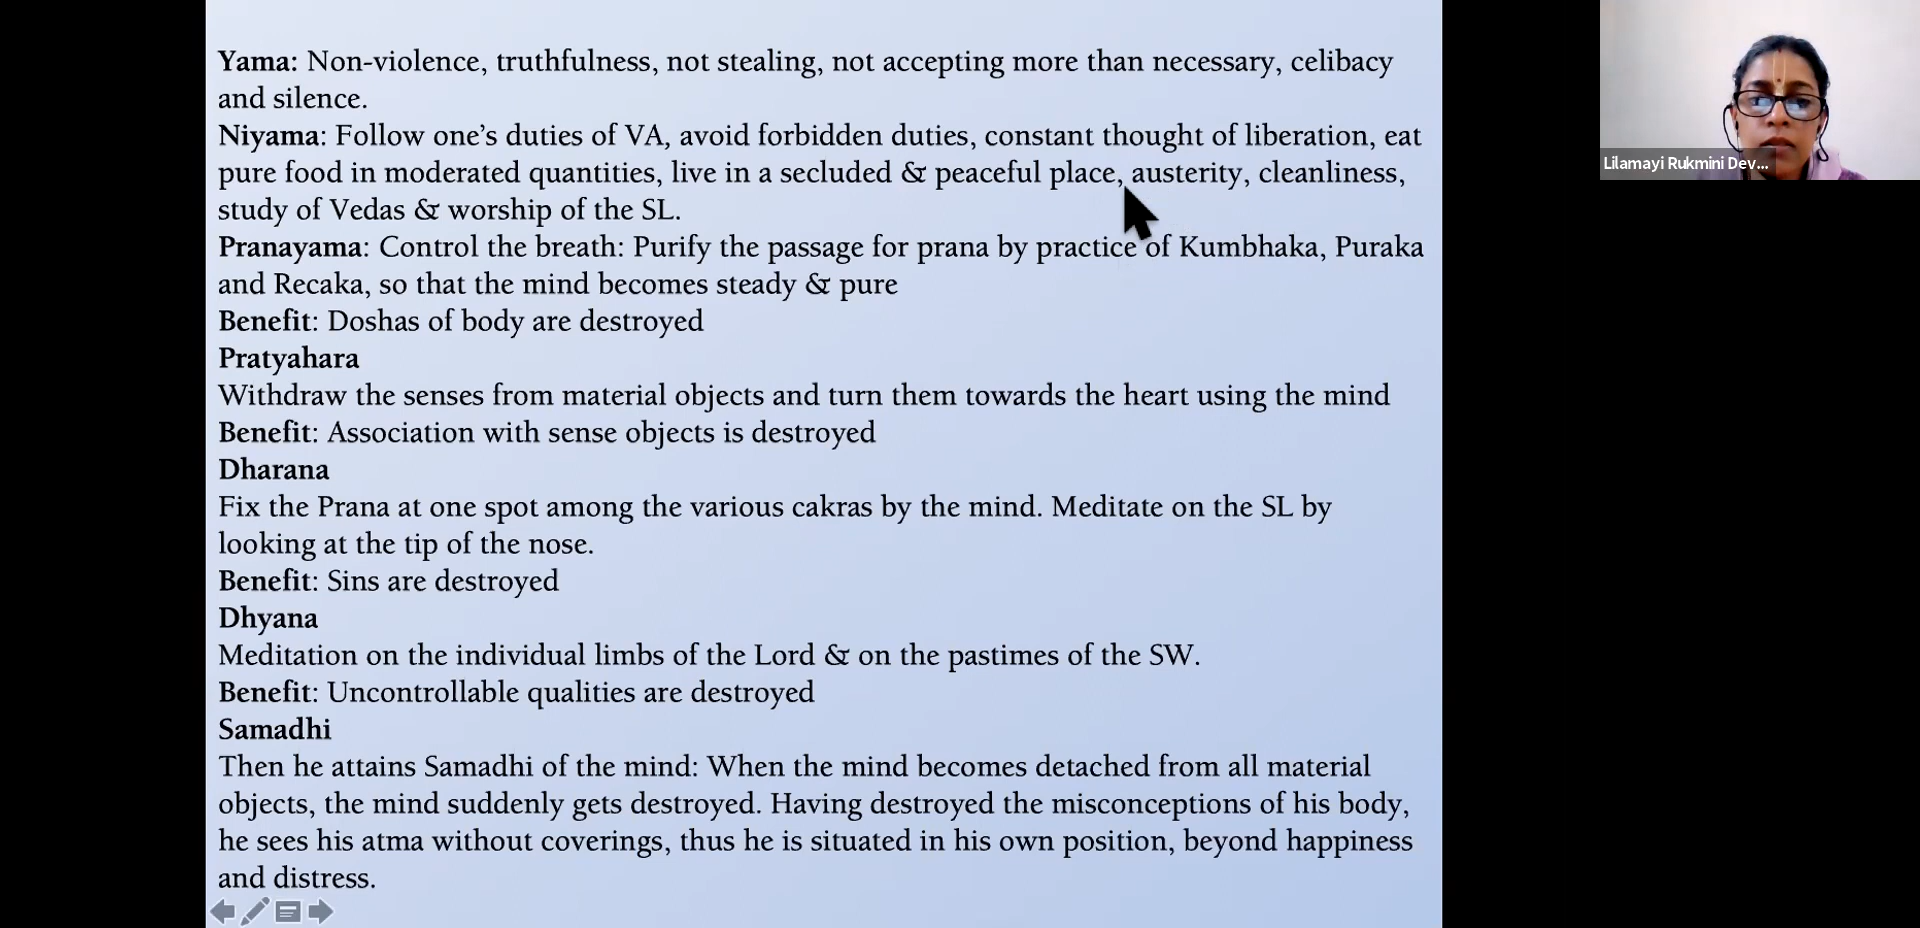 Yama: Non-violence, truthfulness, not stealing, not accepting more than necessary, celibacy
and silence.
Niyama: Follow one's duties of VA, avoid forbidden duties, constant thought of liberation, eat
pure food in moderated quantities, live in a secluded & peaceful place, austerity, cleanliness,
study of Vedas & worship of the SL.
Pranayama: Control the breath: Purify the passage for prana by practice of Kumbhaka, Puraka
and Recaka, so that the mind becomes steady & pure
Benefit: Doshas of body are destroyed
Pratyahara
Withdraw the senses from material objects and turn them towards the heart using the mind
Benefit: Association with sense objects is destroyed
Dharana
Fix the Prana at one spot among the various cakras by the mind. Meditate on the SL by
looking at the tip of the nose.
Benefit: Sins are destroyed
Dhyana
Meditation on the individual limbs of the Lord & on the pastimes of the SW.
Benefit: Uncontrollable qualities are destroyed
Samadhi
Then he attains Samadhi of the mind: When the mind becomes detached from all material
objects, the mind suddenly gets destroyed. Having destroyed the misconceptions of his body,
he sees his atma without coverings, thus he is situated in his own position, beyond happiness
and distress.
Lilamayi Rukmini Dev...